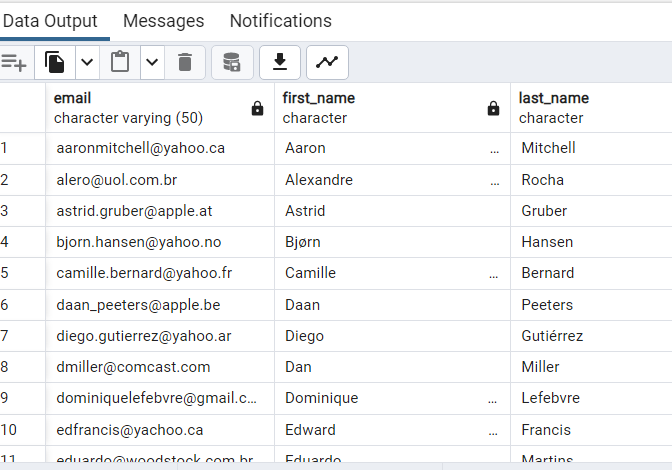 Data Output Messages Notifications
email first_name last_name
character varying (50) character character
1 aaronmitchell@yahoo.ca Aaron … Mitchell
2 alero@uol.com.br Alexandre … Rocha
3 astrid.gruber@apple.at Astrid Gruber
4 bjorn.hansen@yahoo.no Bjørn Hansen
5 camille.bernard@yahoo.fr Camille … Bernard
6 daan_peeters@apple.be Daan Peeters
7 diego.gutierrez@yahoo.ar Diego Gutiérrez
8 dmiller@comcast.com Dan Miller
9 dominiquelefebvre@gmail.c… Dominique … Lefebvre
10 edfrancis@yachoo.ca Edward … Francis
11 eduardo@woodstock.com.br Eduardo Martins